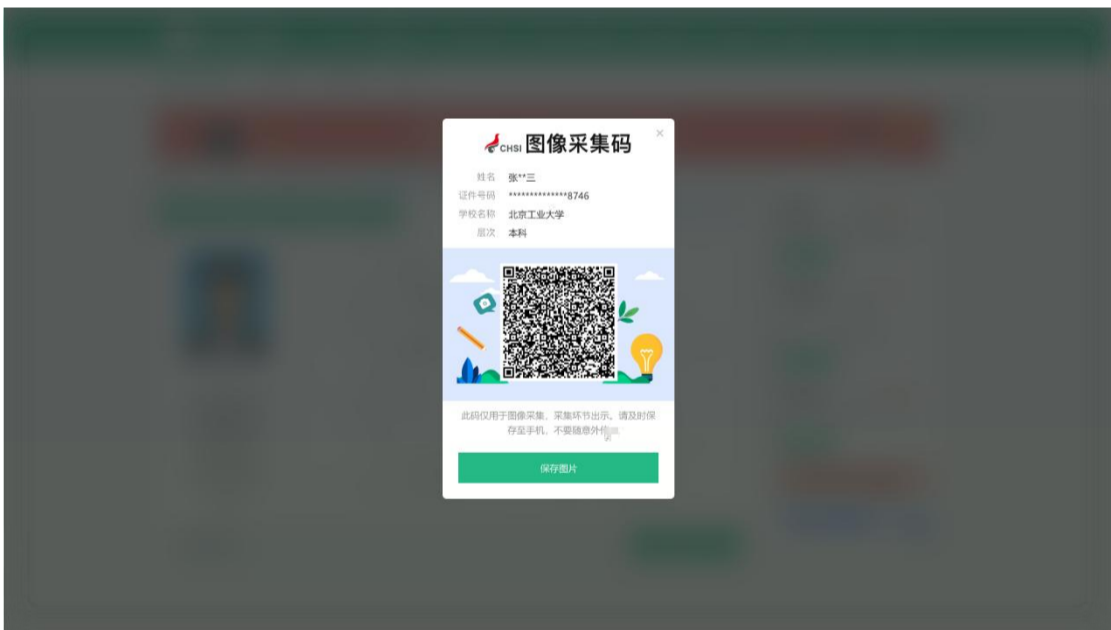 CHSI 图像采集码
×
姓名 张**三
证件号码 **************8746
学校名称 北京工业大学
层次 本科
此码仅用于图像采集、采集环节出示。请及时保
存至手机、不要随意外
保存图片